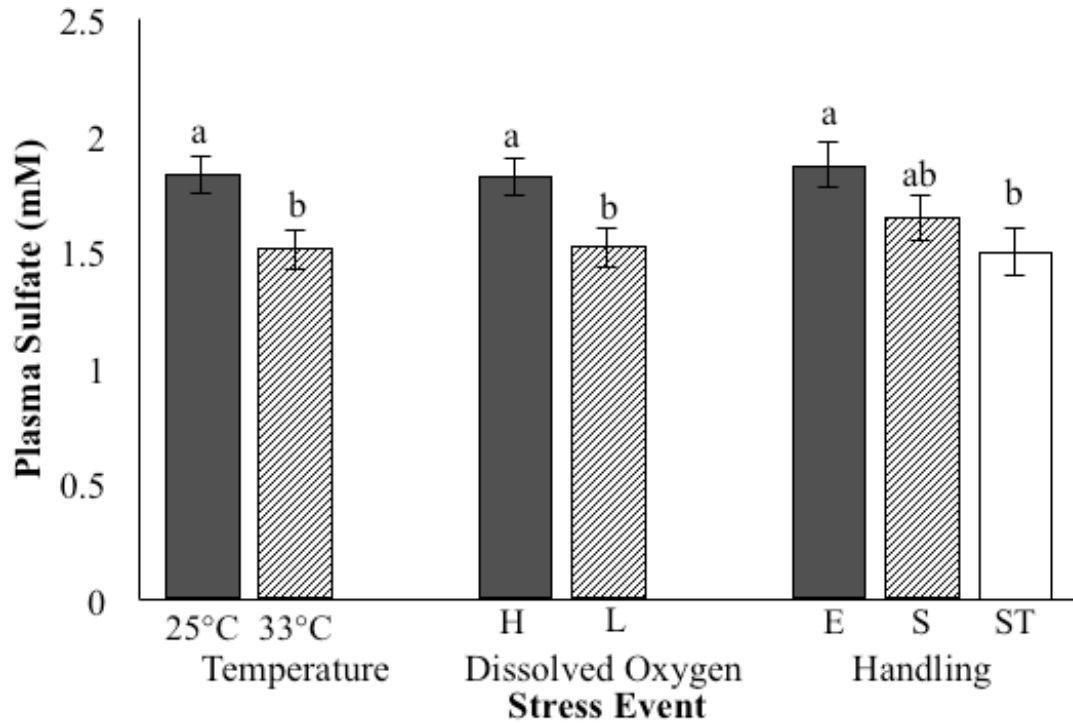 2.5
2
1.5
1
0.5
0
Plasma Sulfate (mM)
a
b
a
b
a
ab
b
25°C 33°C H L E S ST
Temperature Dissolved Oxygen Handling
Stress Event